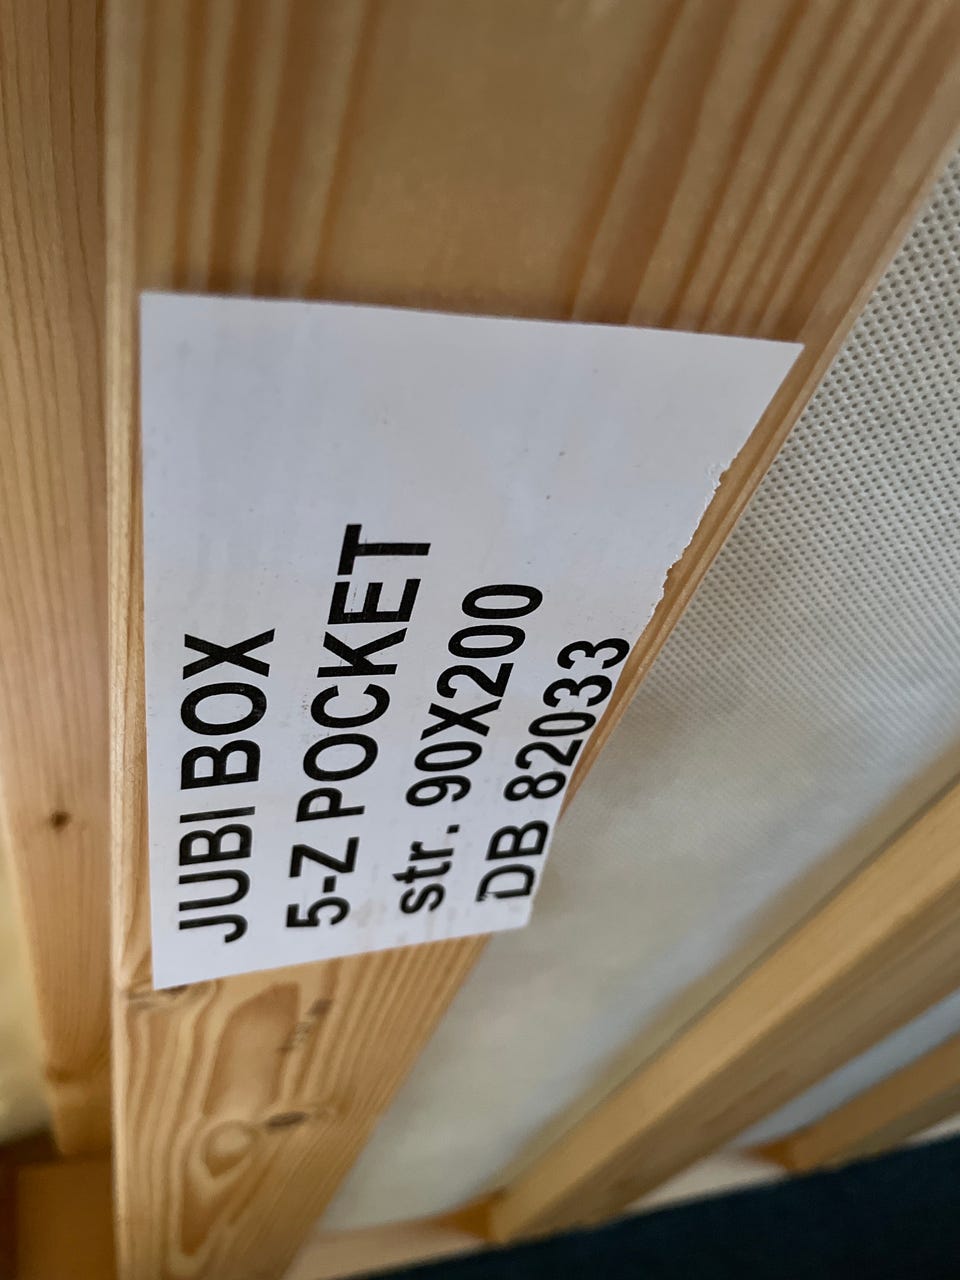 JUBI BOX
5-Z POCKET
str. 90X200
DB 82033